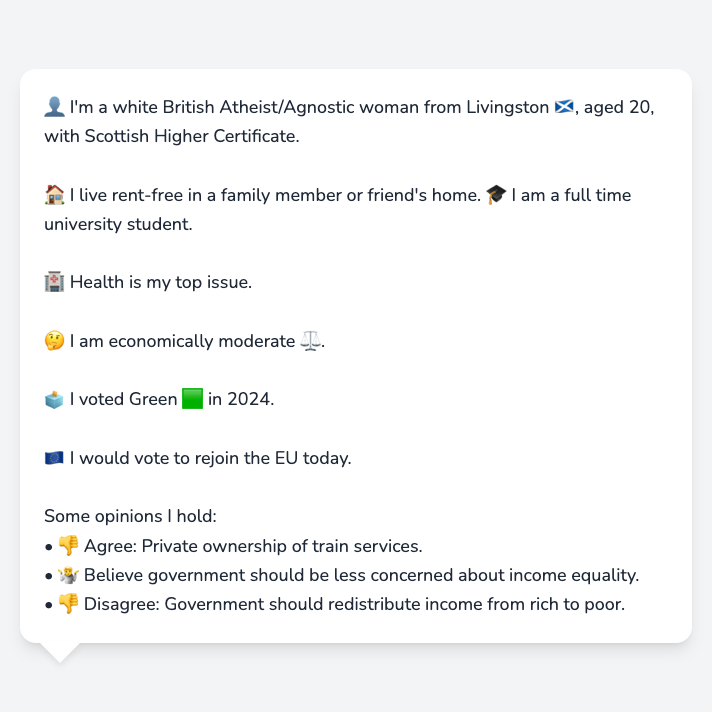 👤 I'm a white British Atheist/Agnostic woman from Livingston 🏴󠁧󠁢󠁳󠁣󠁴󠁿, aged 20,
with Scottish Higher Certificate.
🏠 I live rent-free in a family member or friend's home. 🎓 I am a full time
university student.
🏥 Health is my top issue.
🤔 I am economically moderate ⚖️.
🗳️ I voted Green 🟩 in 2024.
🇪🇺 I would vote to rejoin the EU today.
Some opinions I hold:
• 👎 Agree: Private ownership of train services.
• 🤷 Believe government should be less concerned about income equality.
• 👎 Disagree: Government should redistribute income from rich to poor.